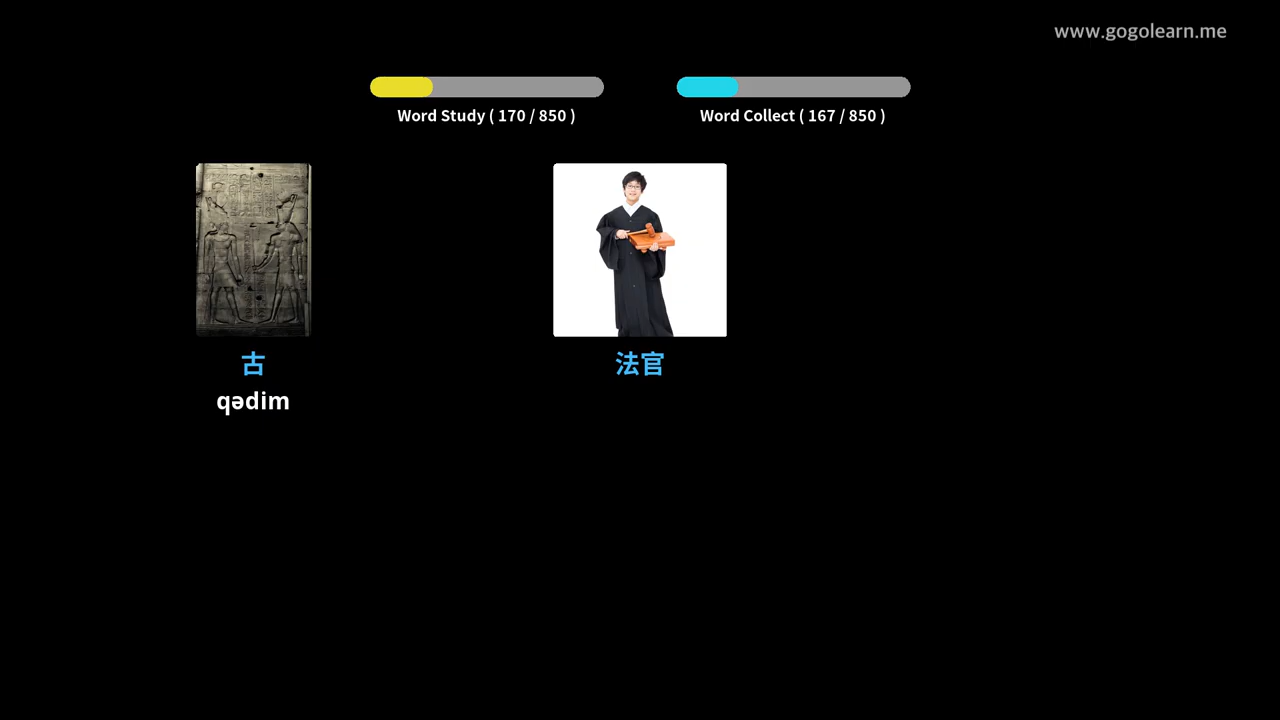 www.gogolearn.me
Word Study ( 170 / 850 )
Word Collect ( 167 / 850 )
古
qədim
法官